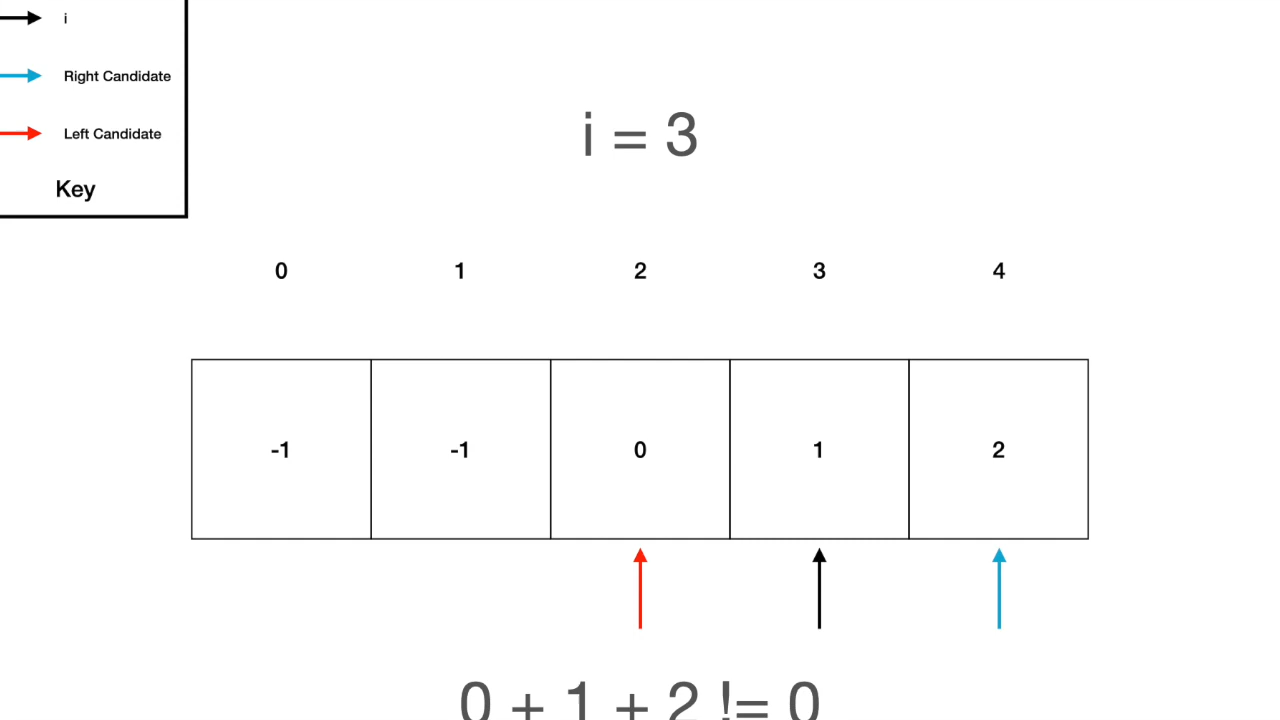 i
Right Candidate
Left Candidate
Key
i = 3
0 1 2 3 4
-1 -1 0 1 2
0 + 1 + 2 != 0